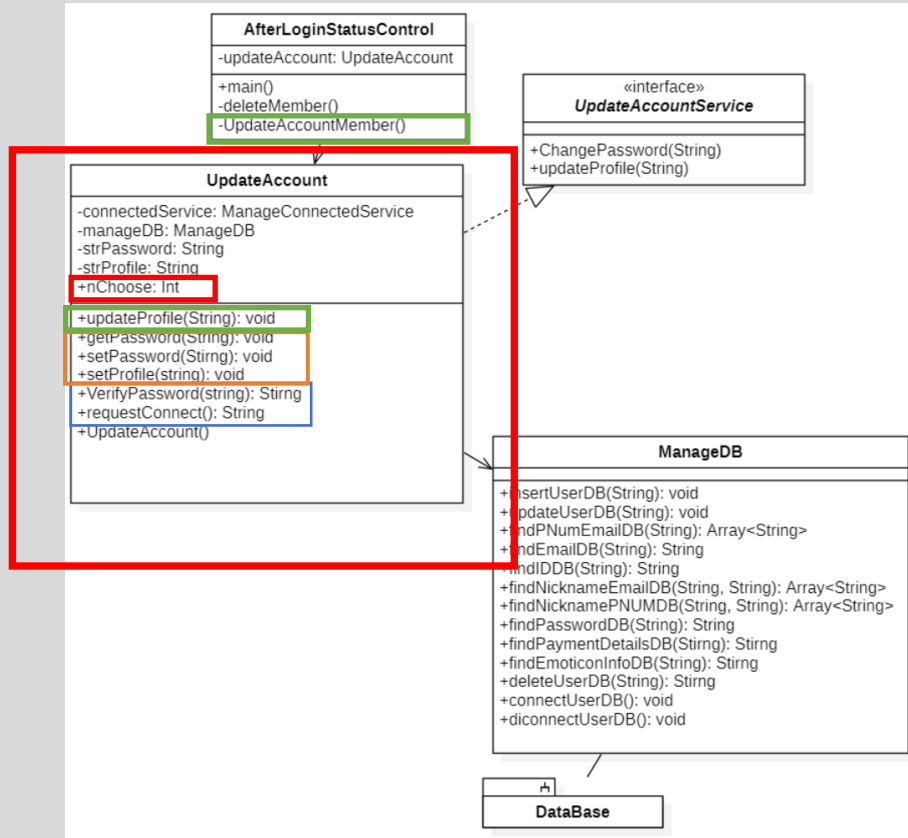 AfterLoginStatusControl
-updateAccount: UpdateAccount
+main()
-deleteMember()
-UpdateAccountMember()
«interface»
UpdateAccountService
+ChangePassword(String)
+updateProfile(String)
UpdateAccount
-connectedService: ManageConnectedService
-manageDB: ManageDB
-strPassword: String
-strProfile: String
+nChoose: Int
+updateProfile(String): void
+getPassword(String): void
+setPassword(Stirng): void
+setProfile(string): void
+VerifyPassword(string): Stirng
+requestConnect(): String
+UpdateAccount()
ManageDB
+insertUserDB(String): void
+updateUserDB(String): void
+findPNumEmailDB(String): Array<String>
+findEmailDB(String): String
+findIDDB(String): String
+findNicknameEmailDB(String, String): Array<String>
+findNicknamePNUMDB(String, String): Array<String>
+findPasswordDB(String): String
+findPaymentDetailsDB(Stirng): Stirng
+findEmoticonInfoDB(String): Stirng
+deleteUserDB(String): Stirng
+connectUserDB(): void
+diconnectUserDB(): void
DataBase